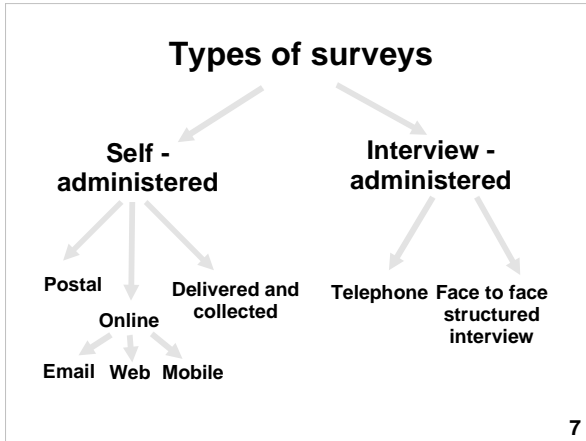 Types of surveys
Self -
administered
Interview -
administered
Postal
Online
Delivered and
collected
Telephone
Face to face
structured
interview
Email
Web
Mobile
7